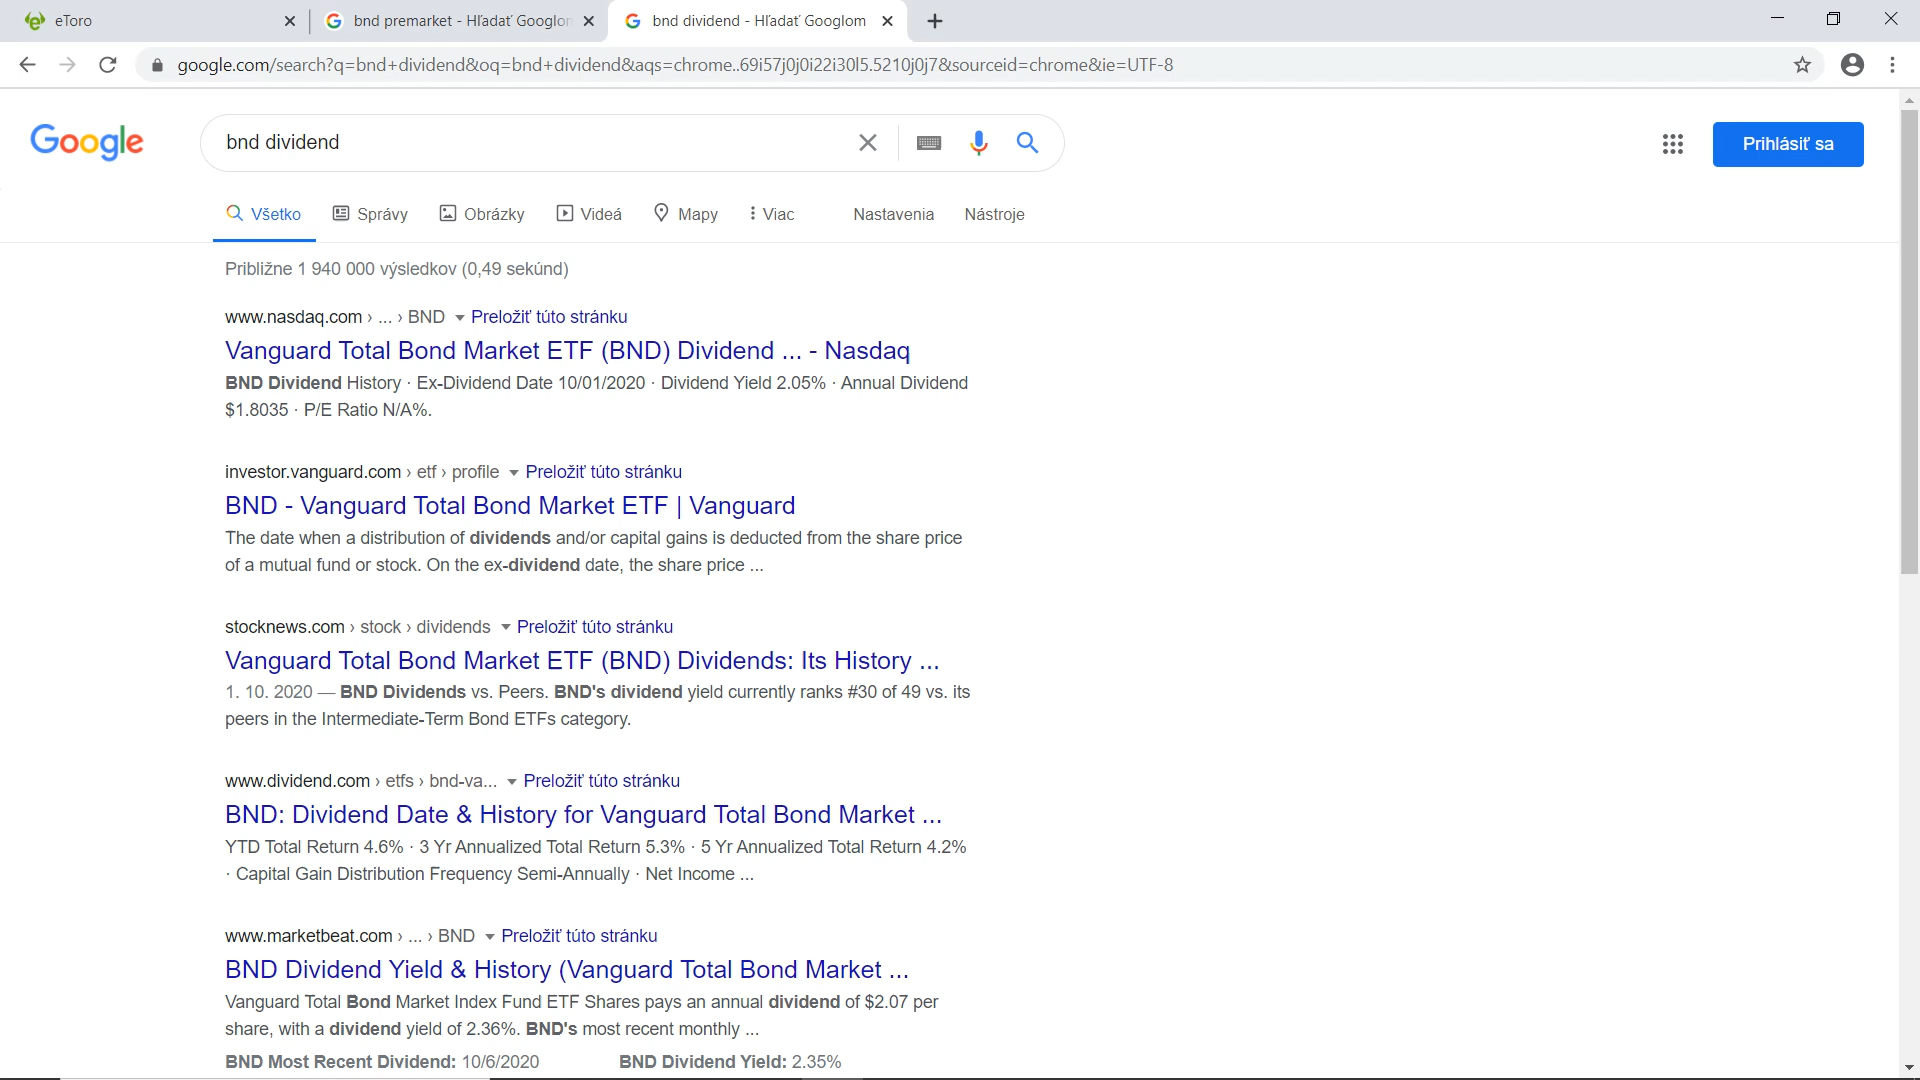 eToro
bnd premarket - Hľadať Googlom
bnd dividend - Hľadať Googlom
google.com/search?q=bnd+dividend&oq=bnd+dividend&aqs=chrome..69i57j0j0i22i30l5.5210j0j7&sourceid=chrome&ie=UTF-8
Google
bnd dividend
Prihlásiť sa
Všetko Správy Obrázky Videá Mapy Viac Nastavenia Nástroje
Približne 1 940 000 výsledkov (0,49 sekúnd)
www.nasdaq.com › ... › BND Preložiť túto stránku
Vanguard Total Bond Market ETF (BND) Dividend ... - Nasdaq
BND Dividend History · Ex-Dividend Date 10/01/2020 · Dividend Yield 2.05% · Annual Dividend
$1.8035 · P/E Ratio N/A%.
investor.vanguard.com › etf › profile Preložiť túto stránku
BND - Vanguard Total Bond Market ETF | Vanguard
The date when a distribution of dividends and/or capital gains is deducted from the share price
of a mutual fund or stock. On the ex-dividend date, the share price ...
stocknews.com › stock › dividends Preložiť túto stránku
Vanguard Total Bond Market ETF (BND) Dividends: Its History ...
1. 10. 2020 — BND Dividends vs. Peers. BND's dividend yield currently ranks #30 of 49 vs. its
peers in the Intermediate-Term Bond ETFs category.
www.dividend.com › etfs › bnd-va... Preložiť túto stránku
BND: Dividend Date & History for Vanguard Total Bond Market ...
YTD Total Return 4.6% · 3 Yr Annualized Total Return 5.3% · 5 Yr Annualized Total Return 4.2%
· Capital Gain Distribution Frequency Semi-Annually · Net Income ...
www.marketbeat.com › ... › BND Preložiť túto stránku
BND Dividend Yield & History (Vanguard Total Bond Market ...
Vanguard Total Bond Market Index Fund ETF Shares pays an annual dividend of $2.07 per
share, with a dividend yield of 2.36%. BND's most recent monthly ...
BND Most Recent Dividend: 10/6/2020 BND Dividend Yield: 2.35%